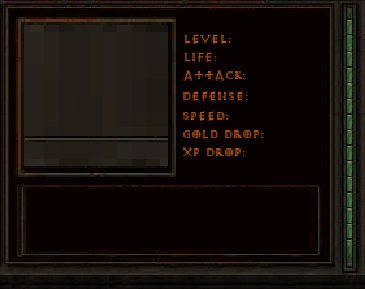 LEVEL:
LIFE:
ATTACK:
DEFENSE:
SPEED:
GOLD DROP:
XP DROP: